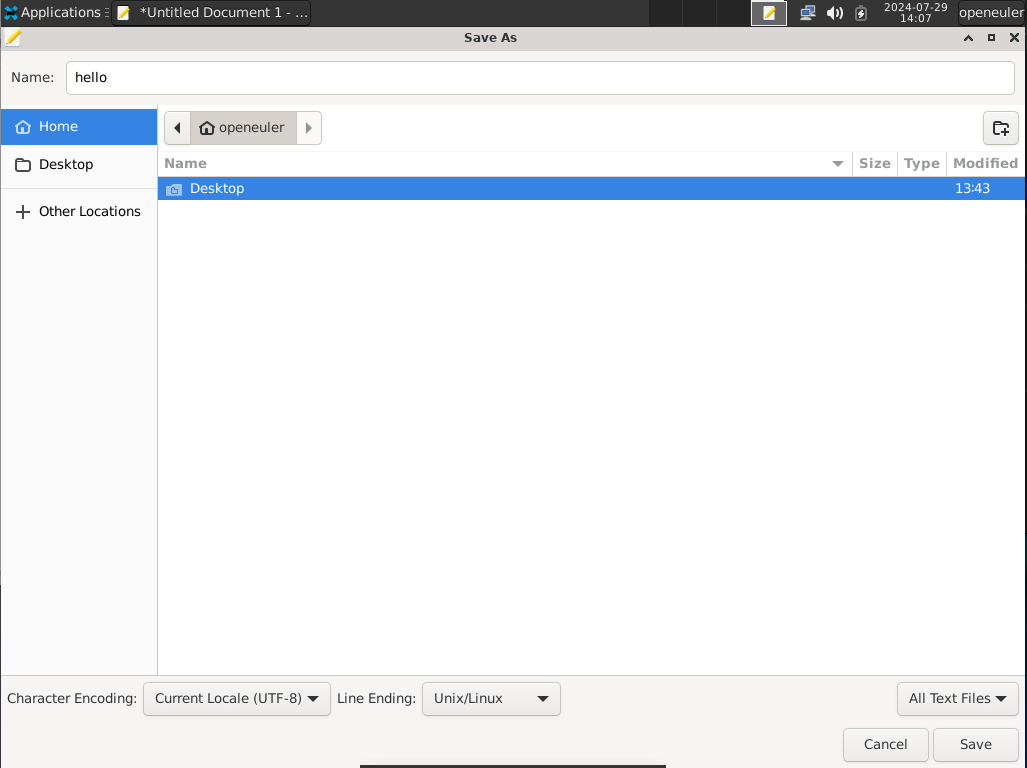 Applications
*Untitled Document 1 - ...
2024-07-29
14:07
openeuler
Save As
Name:
hello
Home
Desktop
Other Locations
openeuler
Name Size Type Modified
Desktop 13:43
Character Encoding: Current Locale (UTF-8) Line Ending: Unix/Linux All Text Files
Cancel Save